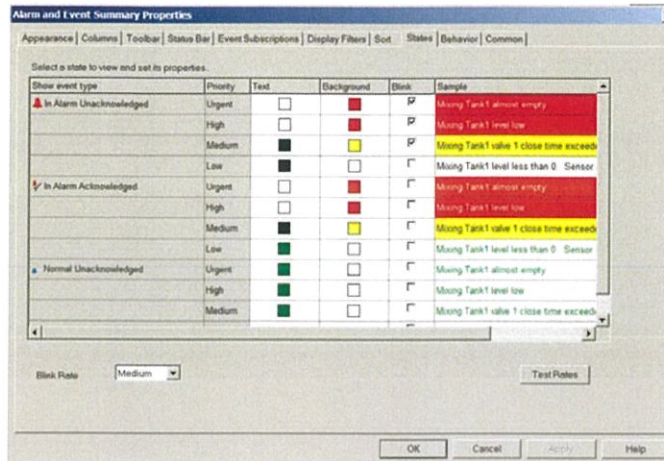 Alarm and Event Summary Properties
Appearance Columns Toolbar Status Bar Event Subscriptions Display Filters Sort States Behavior Common
Select a state to view and set its properties.
Show event type Priority Text Background Blink Sample
In Alarm Unacknowledged Urgent Mixing Tank1 almost empty
High Mixing Tank1 level low
Medium Mixing Tank1 valve 1 close time exceede
Low Mixing Tank1 level less than 0 Sensor
In Alarm Acknowledged Urgent Mixing Tank1 almost empty
High Mixing Tank1 level low
Medium Mixing Tank1 valve 1 close time exceede
Low Mixing Tank1 level less than 0 Sensor
Normal Unacknowledged Urgent Mixing Tank1 almost empty
High Mixing Tank1 level low
Medium Mixing Tank1 valve 1 close time exceede
Blink Rate Medium Test Rates
OK Cancel Apply Help